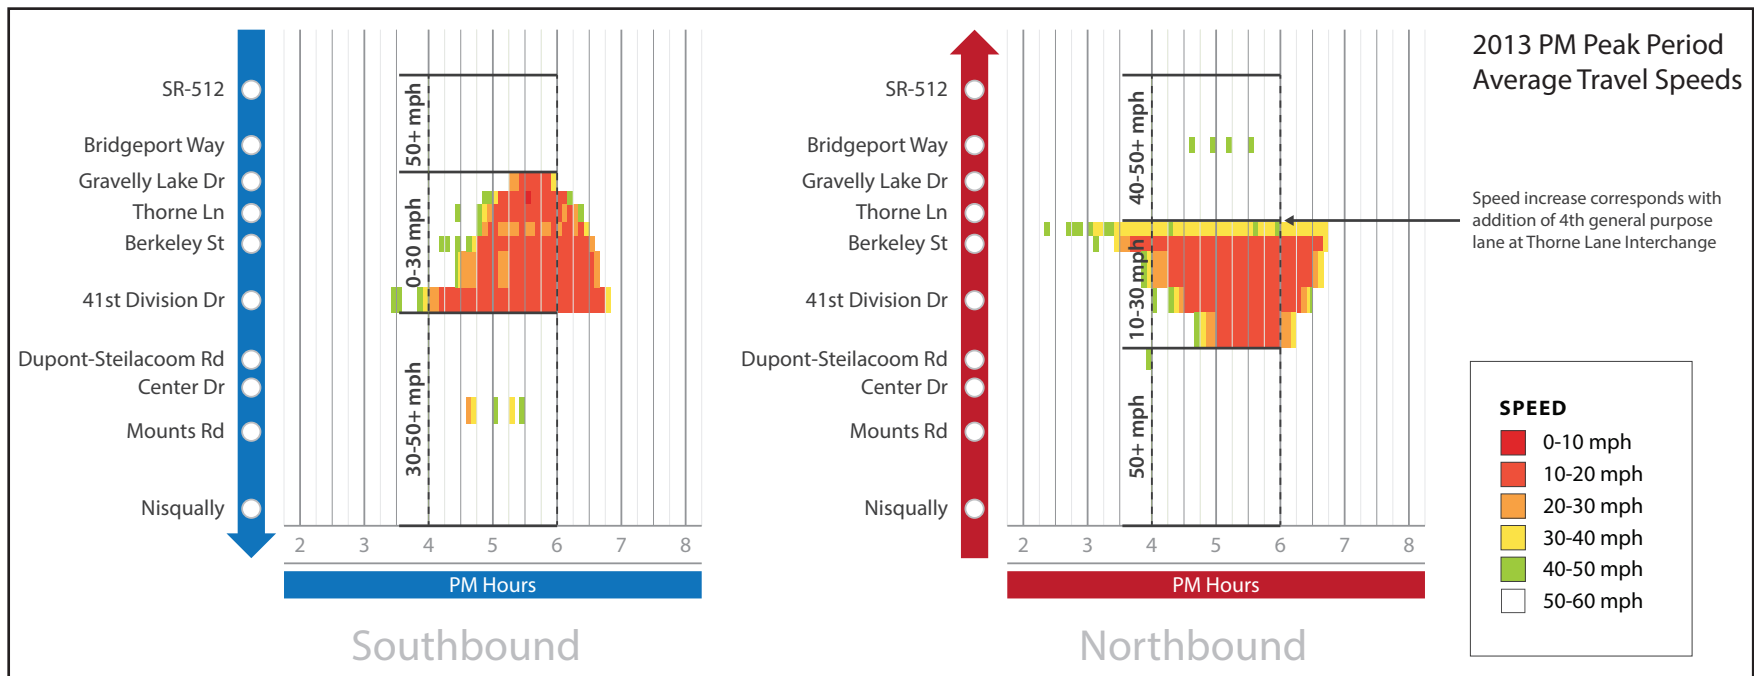 2013 PM Peak Period
Average Travel Speeds
SR-512
Bridgeport Way
Gravelly Lake Dr
Thorne Ln
Berkeley St
41st Division Dr
Dupont-Steilacoom Rd
Center Dr
Mounts Rd
Nisqually
50+ mph
0-30 mph
30-50+ mph
2 3 4 5 6 7 8
PM Hours
Southbound
SR-512
Bridgeport Way
Gravelly Lake Dr
Thorne Ln
Berkeley St
41st Division Dr
Dupont-Steilacoom Rd
Center Dr
Mounts Rd
Nisqually
40-50+ mph
10-30 mph
50+ mph
2 3 4 5 6 7 8
PM Hours
Northbound
Speed increase corresponds with
addition of 4th general purpose
lane at Thorne Lane Interchange
SPEED
0-10 mph
10-20 mph
20-30 mph
30-40 mph
40-50 mph
50-60 mph